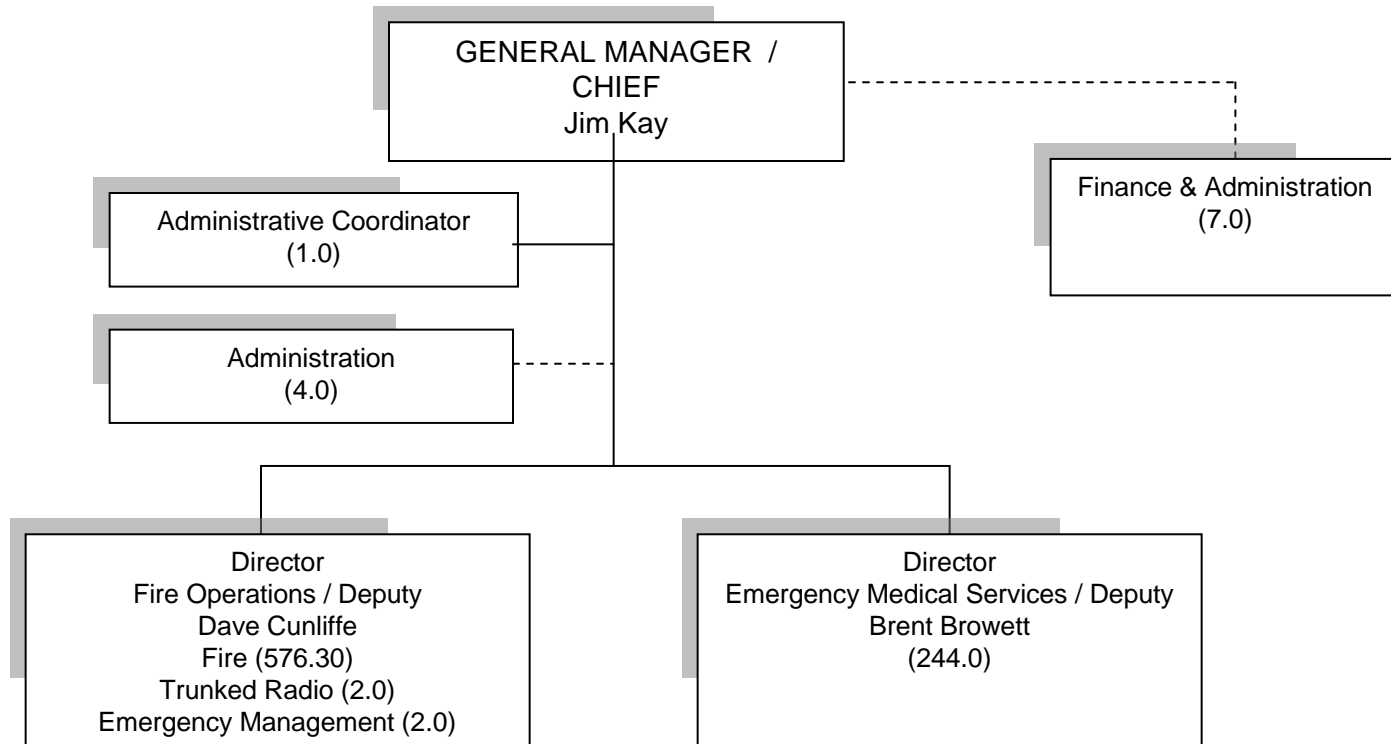 GENERAL MANAGER /
CHIEF
Jim Kay
Finance & Administration
(7.0)
Administrative Coordinator
(1.0)
Administration
(4.0)
Director
Fire Operations / Deputy
Dave Cunliffe
Fire (576.30)
Trunked Radio (2.0)
Emergency Management (2.0)
Director
Emergency Medical Services / Deputy
Brent Browett
(244.0)